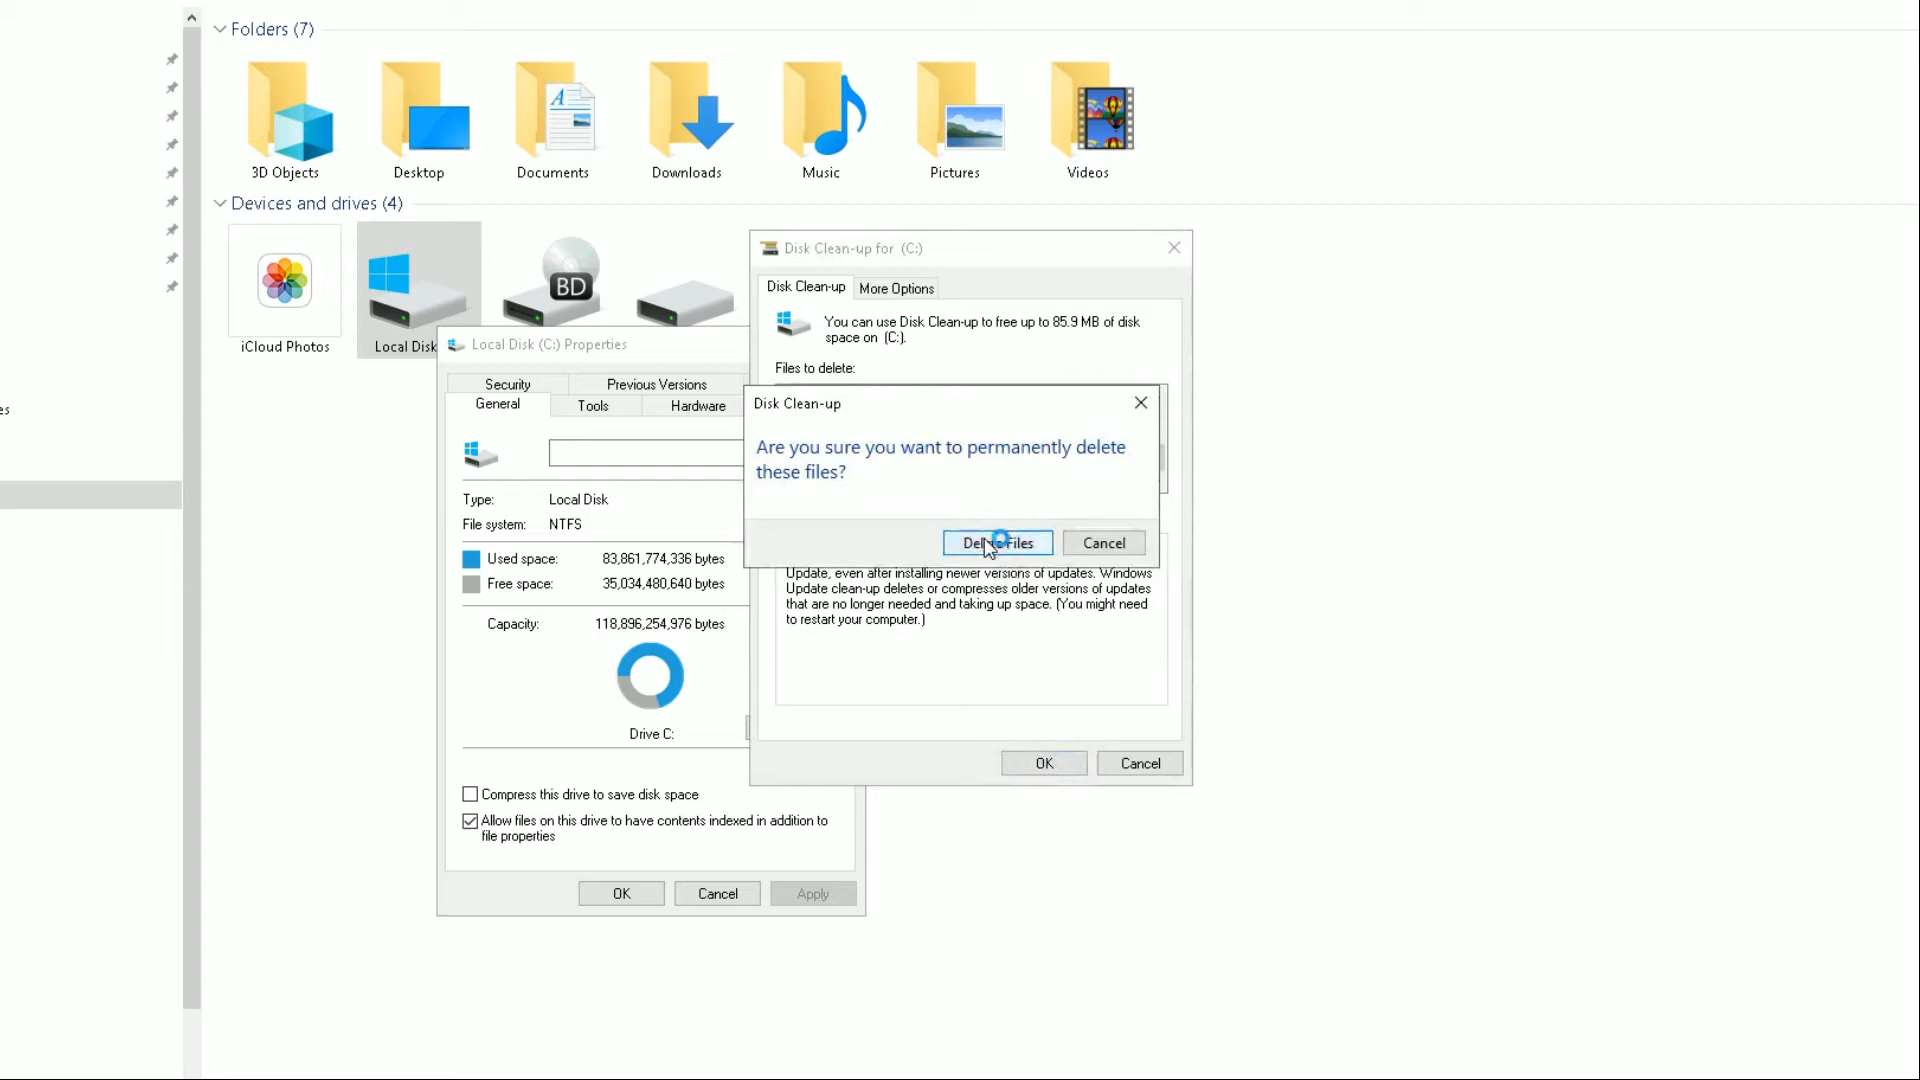 Folders (7)
3D Objects
Desktop
Documents
Downloads
Music
Pictures
Videos
Devices and drives (4)
iCloud Photos
Local Disk
BD
Local Disk (C:) Properties
Security
Previous Versions
General
Tools
Hardware
Type:
Local Disk
File system:
NTFS
Used space:
83,861,774,336 bytes
Free space:
35,034,480,640 bytes
Capacity:
118,896,254,976 bytes
Drive C:
Compress this drive to save disk space
Allow files on this drive to have contents indexed in addition to
file properties
OK
Cancel
Apply
Disk Clean-up for (C:)
Disk Clean-up
More Options
You can use Disk Clean-up to free up to 85.9 MB of disk
space on (C:).
Files to delete:
Disk Clean-up
Are you sure you want to permanently delete
these files?
Delete Files
Cancel
Update, even after installing newer versions of updates. Windows
Update clean-up deletes or compresses older versions of updates
that are no longer needed and taking up space. (You might need
to restart your computer.)
OK
Cancel
es